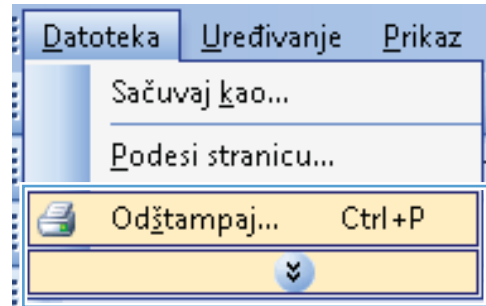 Datoteka Uređivanje Prikaz
Sačuvaj kao...
Podesi stranicu...
Odštampaj... Ctrl+P